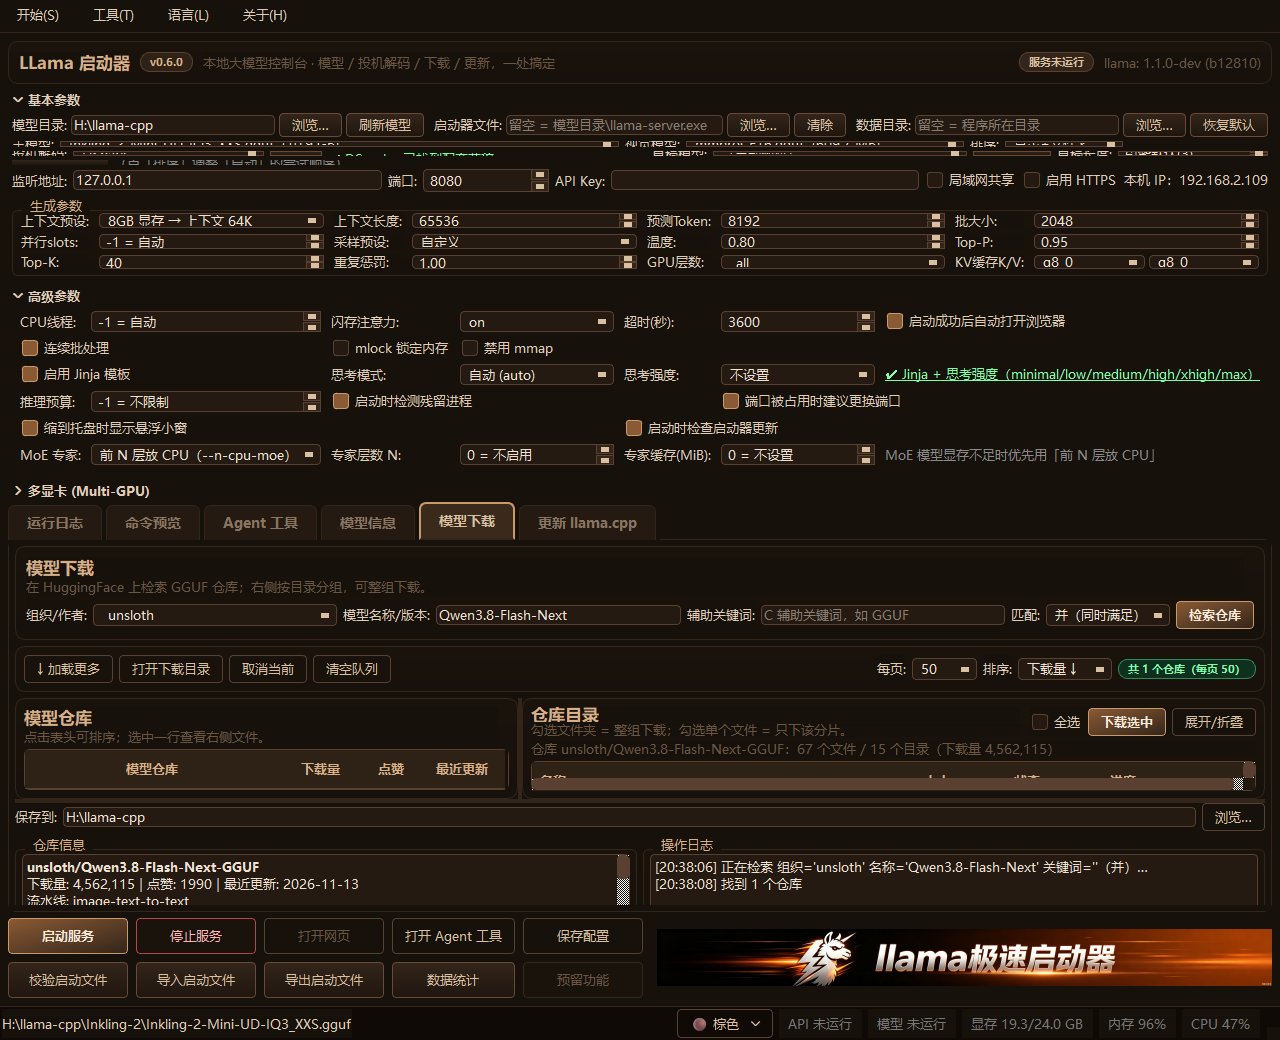 开始(S) 工具(T) 语言(L) 关于(H)
LLama 启动器 v0.6.0 本地大模型控制台 · 模型 / 投机解码 / 下载 / 更新，一处搞定 服务未运行 llama: 1.1.0-dev (b12810)
基本参数
模型目录: H:\llama-cpp 浏览... 刷新模型 启动器文件: 留空 = 模型目录\llama-server.exe 浏览... 清除 数据目录: 留空 = 程序所在目录 浏览... 恢复默认
监听地址: 127.0.0.1 端口: 8080 API Key: 局域网共享 启用 HTTPS 本机 IP: 192.168.2.109
生成参数
上下文预设: 8GB 显存 → 上下文 64K 上下文长度: 65536 预测Token: 8192 批大小: 2048
并行slots: -1 = 自动 采样预设: 自定义 温度: 0.80 Top-P: 0.95
Top-K: 40 重复惩罚: 1.00 GPU层数: all KV缓存K/V: q8_0 q8_0
高级参数
CPU线程: -1 = 自动 闪存注意力: on 超时(秒): 3600 启动成功后自动打开浏览器
连续批处理 mlock 锁定内存 禁用 mmap
启用 Jinja 模板 思考模式: 自动 (auto) 思考强度: 不设置 ✔ Jinja + 思考强度（minimal/low/medium/high/xhigh/max）
推理预算: -1 = 不限制 启动时检测残留进程 端口被占用时建议更换端口
缩到托盘时显示悬浮小窗 启动时检查启动器更新
MoE 专家: 前 N 层放 CPU（--n-cpu-moe） 专家层数 N: 0 = 不启用 专家缓存(MiB): 0 = 不设置 MoE 模型显存不足时优先用「前 N 层放 CPU」
多显卡 (Multi-GPU)
运行日志 命令预览 Agent 工具 模型信息 模型下载 更新 llama.cpp
模型下载
在 HuggingFace 上检索 GGUF 仓库；右侧按目录分组，可整组下载。
组织/作者: unsloth 模型名称/版本: Qwen3.8-Flash-Next 辅助关键词: C 辅助关键词，如 GGUF 匹配: 并（同时满足） 检索仓库
↓ 加载更多 打开下载目录 取消当前 清空队列 每页: 50 排序: 下载量 ↓ 共 1 个仓库（每页 50）
模型仓库
点击表头可排序；选中一行查看右侧文件。
模型仓库 下载量 点赞 最近更新
仓库目录
勾选文件夹 = 整组下载；勾选单个文件 = 只下该分片。 全选 下载选中 展开/折叠
仓库 unsloth/Qwen3.8-Flash-Next-GGUF：67 个文件 / 15 个目录（下载量 4,562,115）
保存到: H:\llama-cpp 浏览...
仓库信息
unsloth/Qwen3.8-Flash-Next-GGUF
下载量: 4,562,115 | 点赞: 1990 | 最近更新: 2026-11-13
流水线: image-text-to-text
操作日志
[20:38:06] 正在检索 组织='unsloth' 名称='Qwen3.8-Flash-Next' 关键词=''（并）...
[20:38:08] 找到 1 个仓库
启动服务 停止服务 打开网页 打开 Agent 工具 保存配置
校验启动文件 导入启动文件 导出启动文件 数据统计 预留功能
llama极速启动器
H:\llama-cpp\Inkling-2\Inkling-2-Mini-UD-IQ3_XXS.gguf 棕色 API 未运行 模型 未运行 显存 19.3/24.0 GB 内存 96% CPU 47%